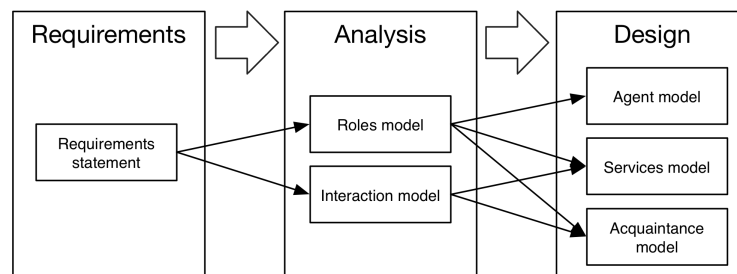 Requirements
Analysis
Design
Requirements
statement
Roles model
Interaction model
Agent model
Services model
Acquaintance
model